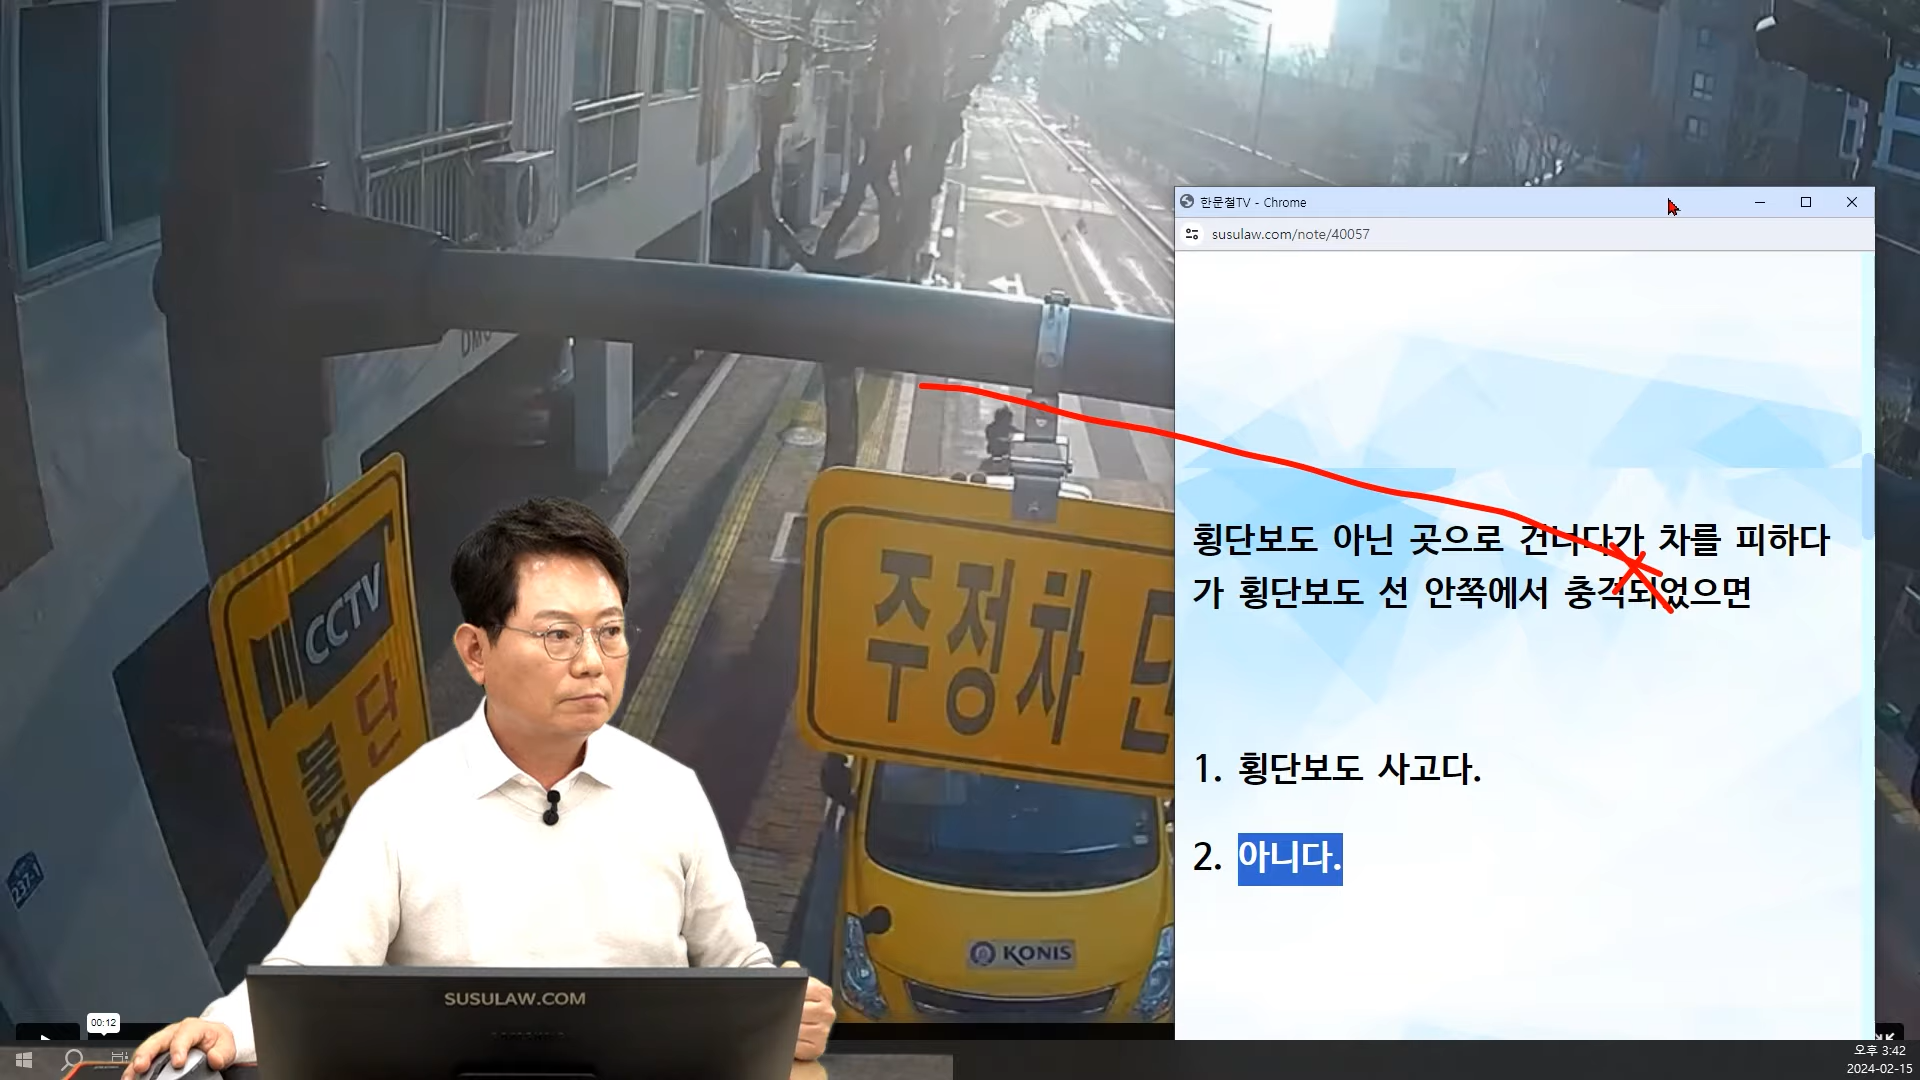 한문철TV - Chrome
susulaw.com/note/40057
횡단보도 아닌 곳으로 건너다가 차를 피하다
가 횡단보도 선 안쪽에서 충격되었으면
1. 횡단보도 사고다.
2. 아니다.
CCTV
단
주정차 단
KONIS
237-1
SUSULAW.COM
00:12
오후 3:42
2024-02-15